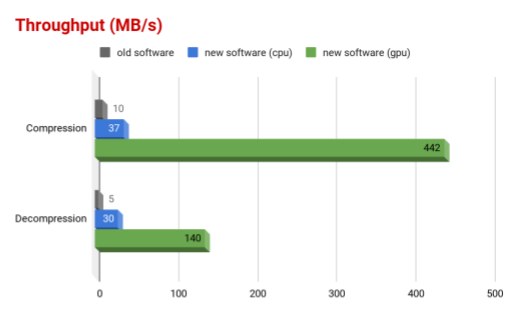 Throughput (MB/s)
old software new software (cpu) new software (gpu)
10
Compression 37
442
5
Decompression 30
140
0 100 200 300 400 500